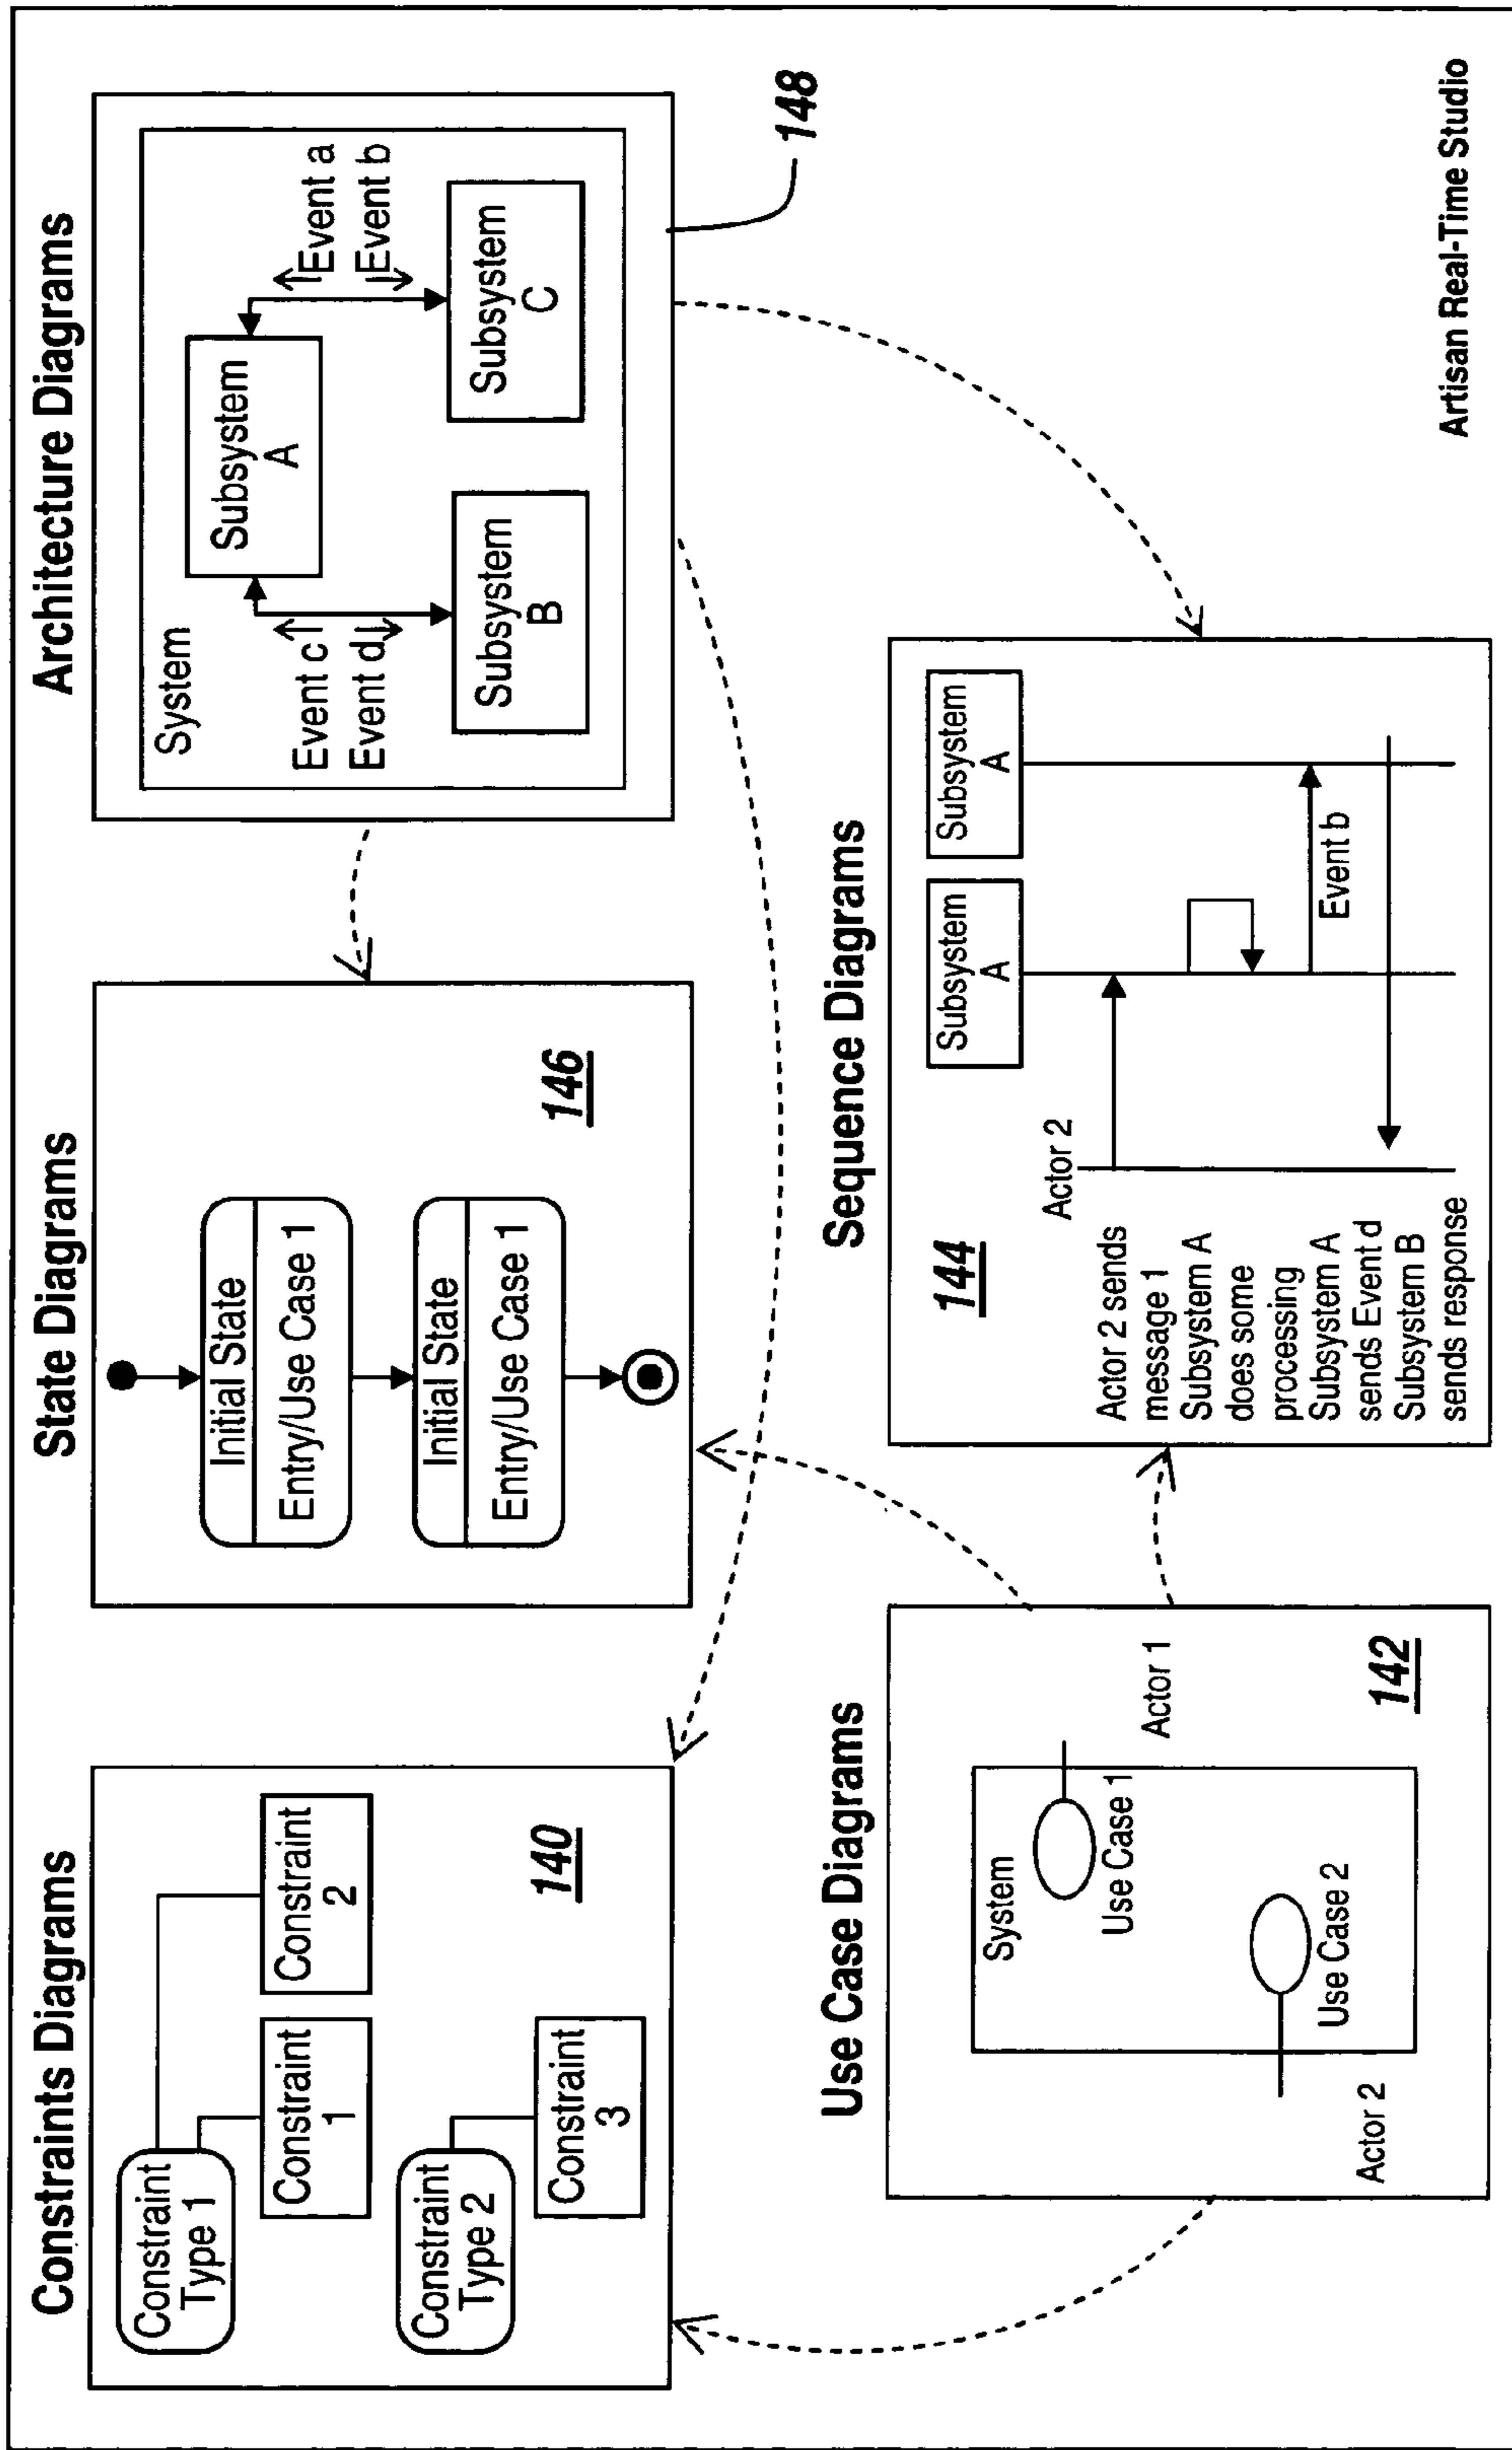 Constraints Diagrams
Constraint
Type 1
Constraint
1
Constraint
2
Constraint
Type 2
Constraint
3
140
State Diagrams
Initial State
Entry/Use Case 1
Initial State
Entry/Use Case 1
146
Architecture Diagrams
System
Subsystem
A
Event c
Event d
Event a
Event b
Subsystem
B
Subsystem
C
148
Use Case Diagrams
System
Use Case 1
Actor 1
Use Case 2
Actor 2
142
Sequence Diagrams
144
Subsystem
A
Subsystem
A
Actor 2
Actor 2 sends
message 1
Subsystem A
does some
processing
Subsystem A
sends Event d
Subsystem B
sends response
Event b
Artisan Real-Time Studio